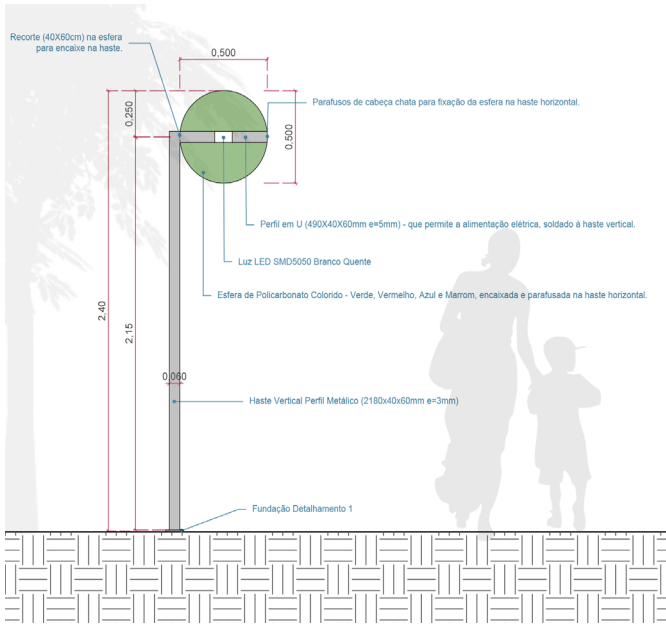 Recorte (40X60cm) na esfera
para encaixe na haste.
0,500
Parafusos de cabeça chata para fixação da esfera na haste horizontal.
0,250
0,500
Perfil em U (490X40X60mm e=5mm) - que permite a alimentação elétrica, soldado à haste vertical.
Luz LED SMD5050 Branco Quente
Esfera de Policarbonato Colorido - Verde, Vermelho, Azul e Marrom, encaixada e parafusada na haste horizontal.
2,40
2,15
0,060
Haste Vertical Perfil Metálico (2180x40x60mm e=3mm)
Fundação Detalhamento 1